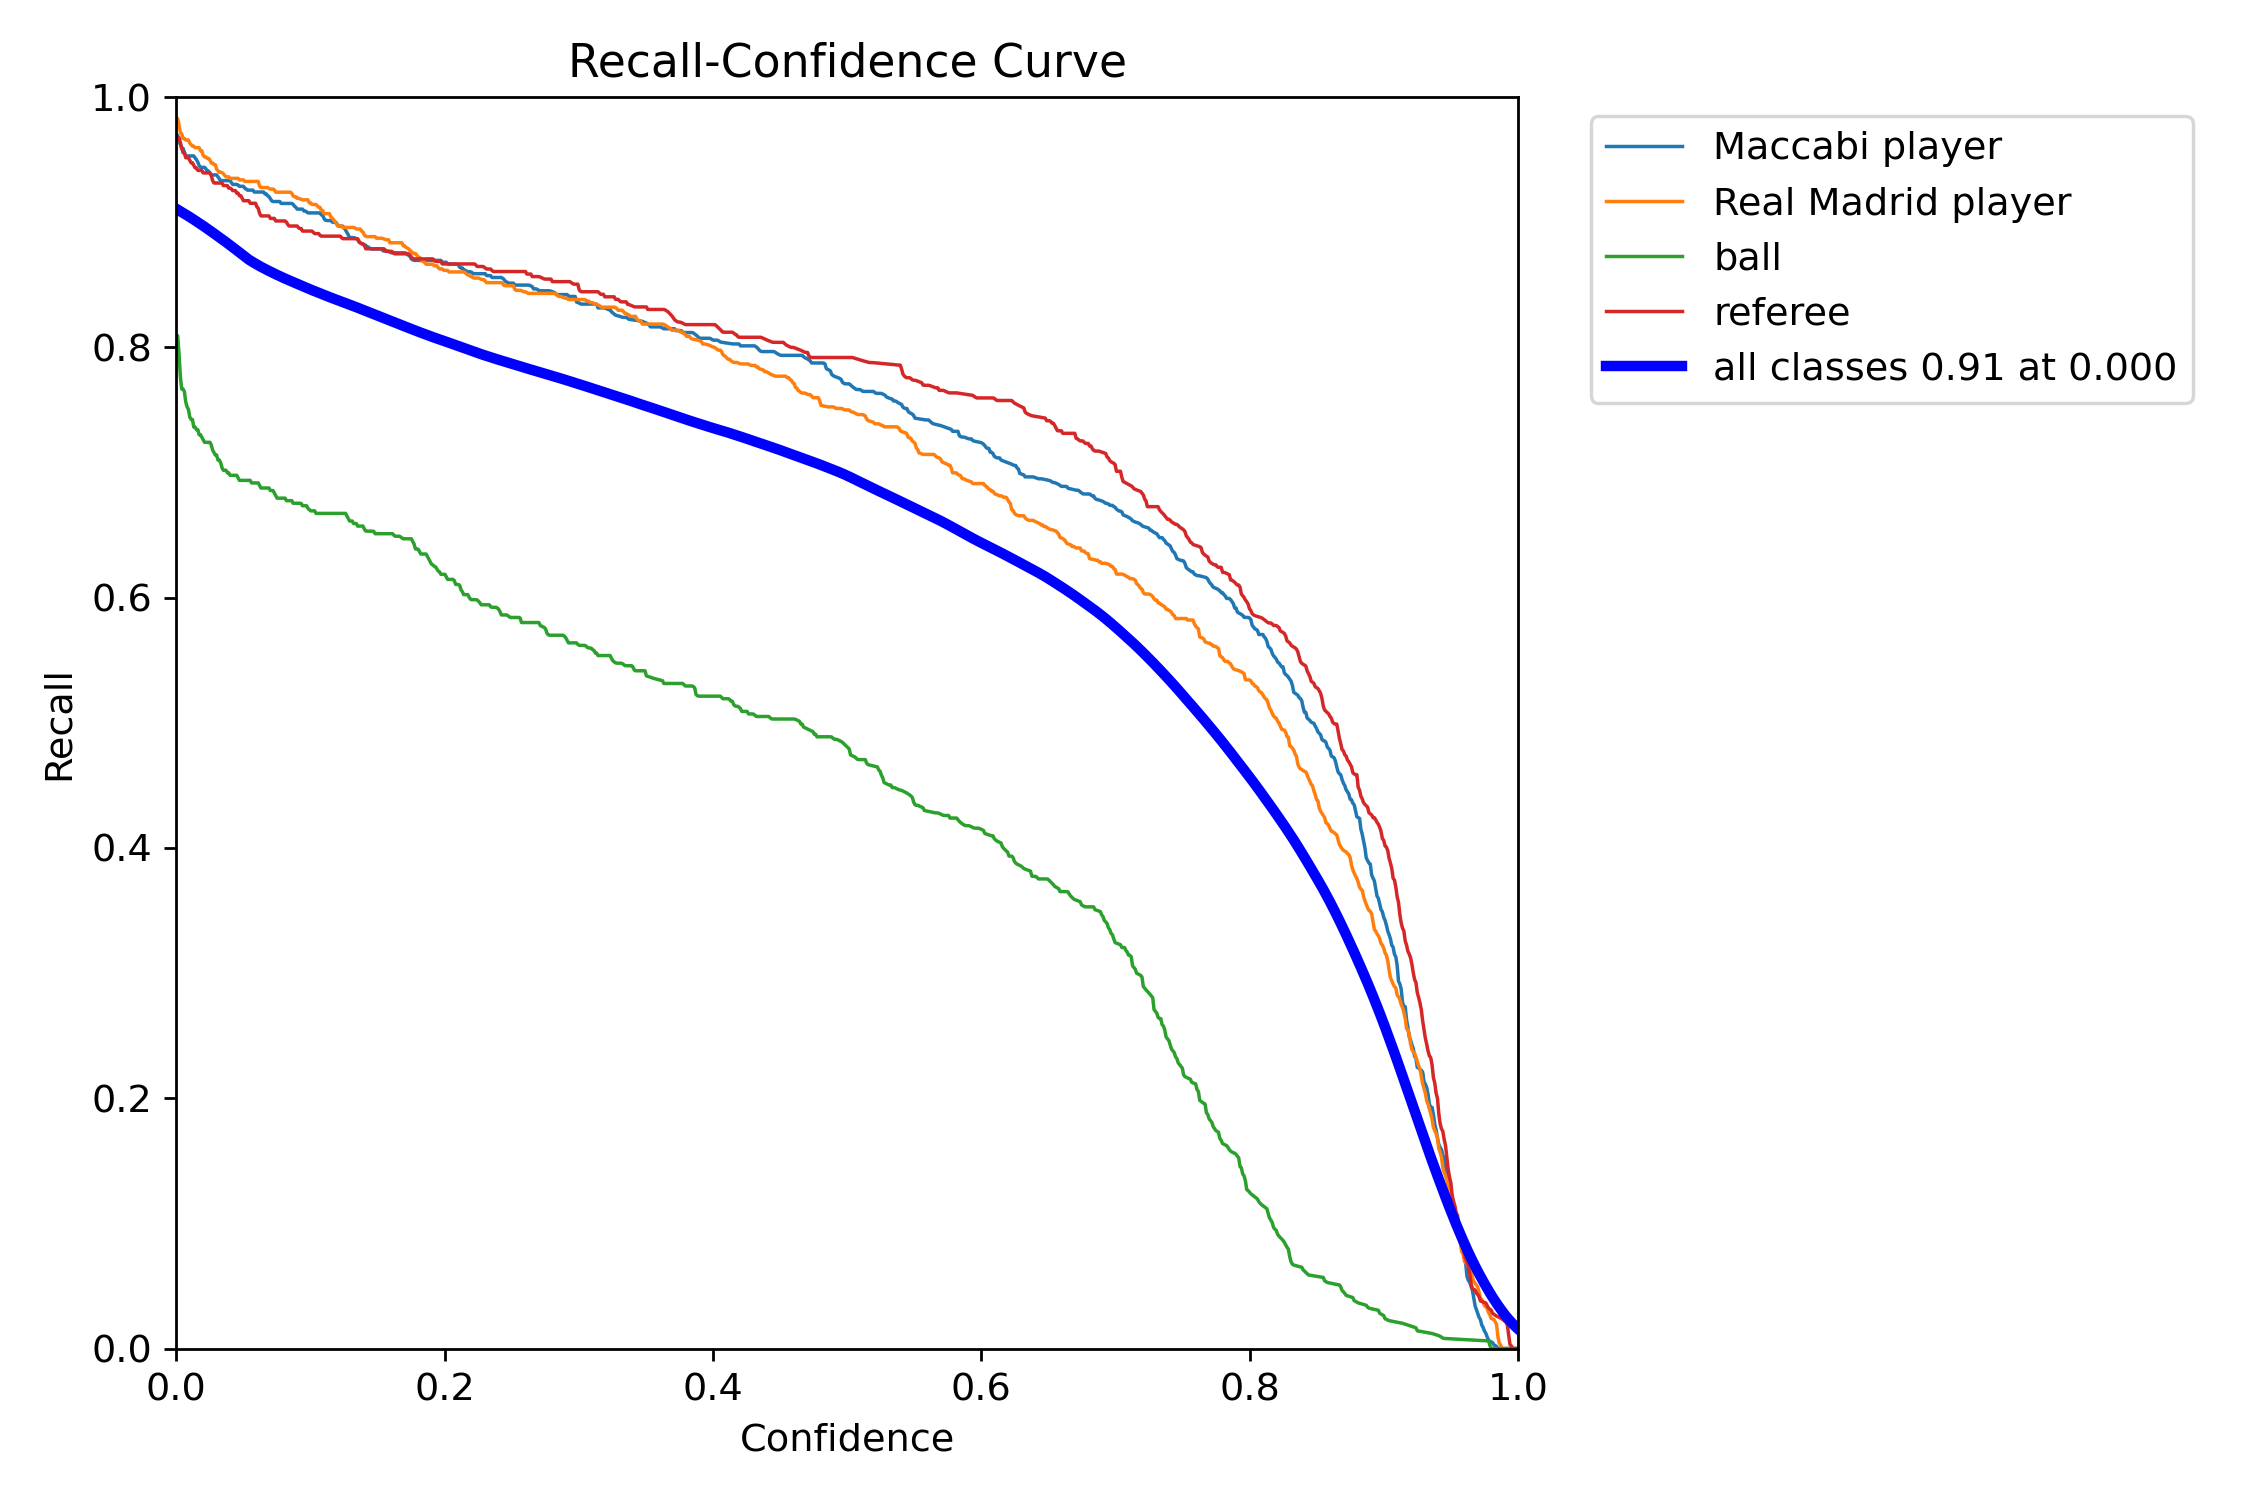 Recall-Confidence Curve
1.0
0.8
0.6
0.4
0.2
0.0
Recall
0.0 0.2 0.4 0.6 0.8 1.0
Confidence
Maccabi player
Real Madrid player
ball
referee
all classes 0.91 at 0.000